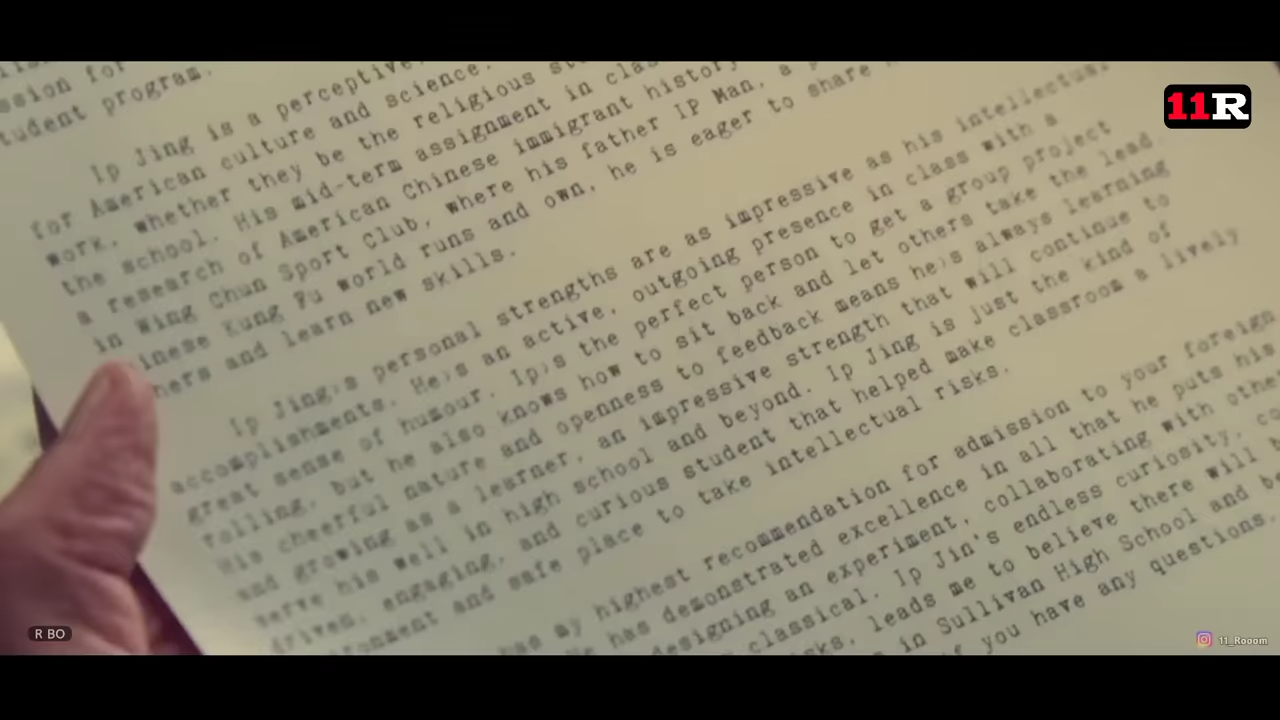 ssion for
tudent program.
Ip Jing is a perceptive,
for American culture and science.
work, whether they be the religious
the school. His mid-term assignment in
a research of American Chinese immigrant history
in Wing Chun Sport Club, where his father IP Man, a
inese Kung Fu world runs and own, he is eager to share
hers and learn new skills.
Ip Jing›s personal strengths are as impressive as his intellectual
accomplishments. He›s an active, outgoing presence in class with a
great sense of humour. Ip›s the perfect person to get a group project
rolling, but he also knows how to sit back and let others take the lead.
His cheerful nature and openness to feedback means he›s always learning
and growing as a learner, an impressive strength that will continue to
serve his well in high school and beyond. Ip Jing is just the kind of
driven, engaging, and curious student that helped make classroom a lively
ronment and safe place to take intellectual risks.
has my highest recommendation for admission to your foreign
has demonstrated excellence in all that he puts his
designing an experiment, collaborating with
classical. Ip Jin's endless curiosity,
leads me to believe there will
in Sullivan High School and
you have any questions.
11R
R BO
11_Rooom